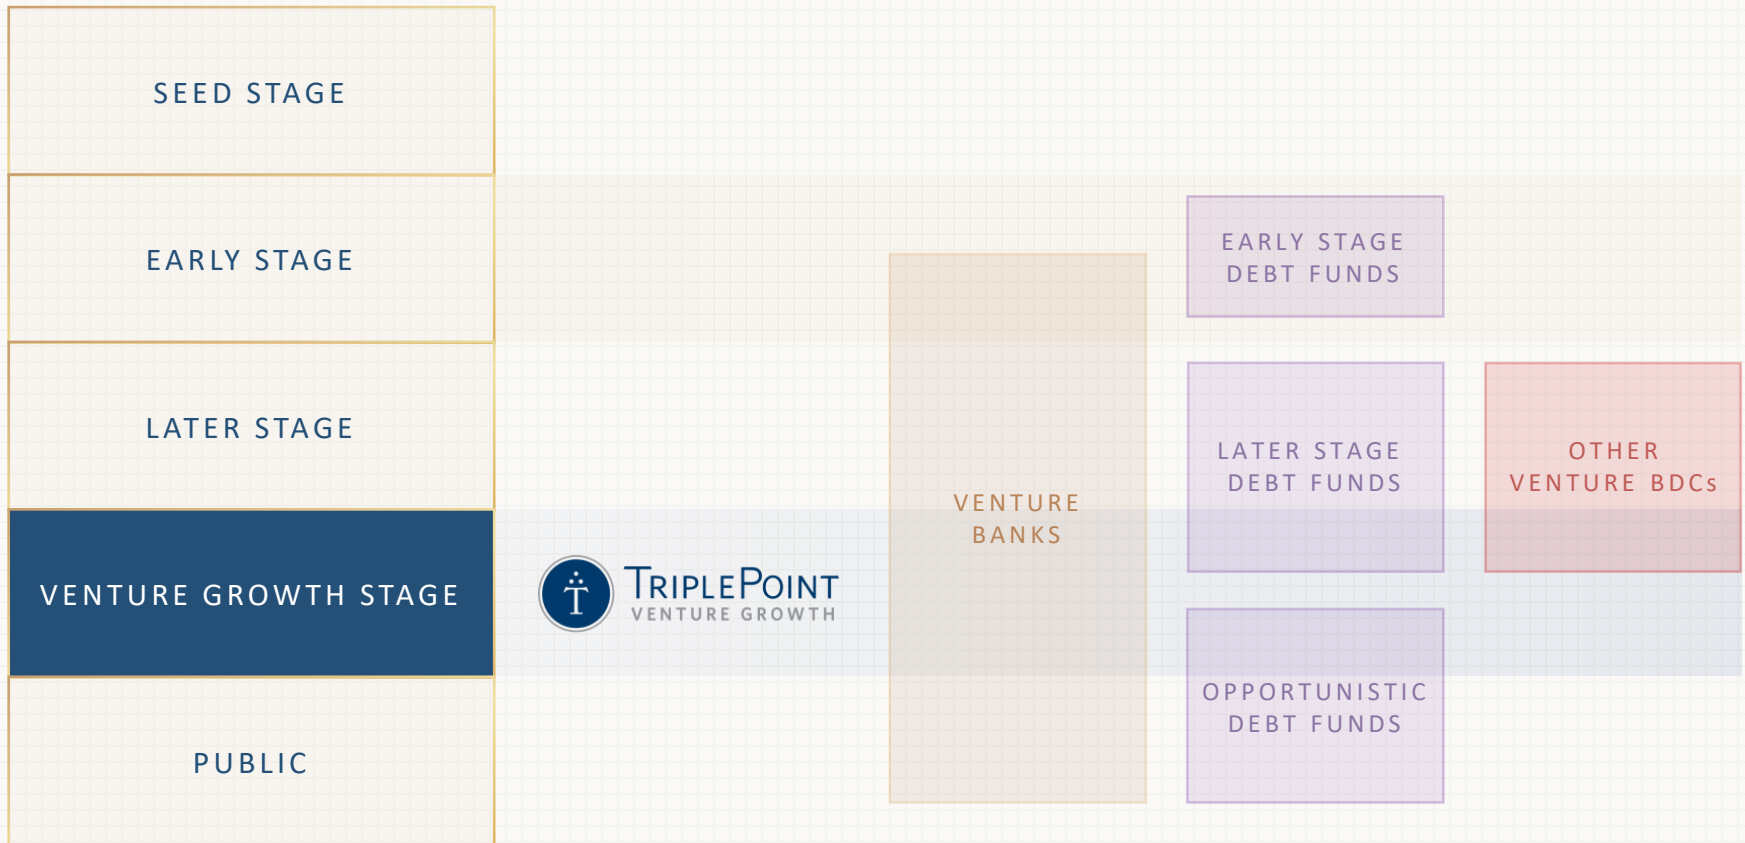 SEED STAGE
EARLY STAGE
LATER STAGE
VENTURE GROWTH STAGE
PUBLIC
TRIPLEPOINT
VENTURE GROWTH
VENTURE
BANKS
EARLY STAGE
DEBT FUNDS
LATER STAGE
DEBT FUNDS
OPPORTUNISTIC
DEBT FUNDS
OTHER
VENTURE BDCs